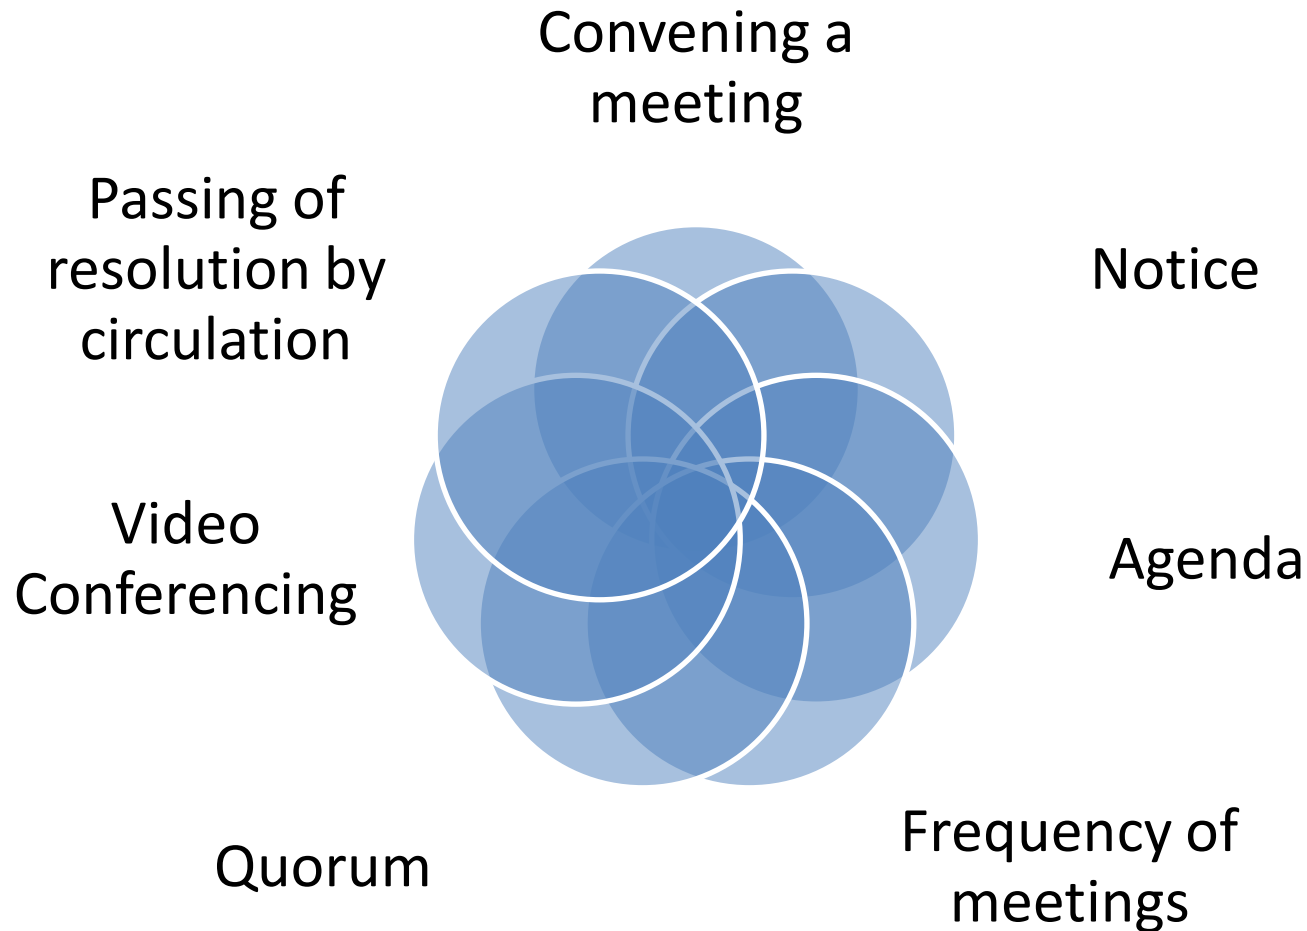 Convening a
meeting
Notice
Agenda
Frequency of
meetings
Quorum
Video
Conferencing
Passing of
resolution by
circulation